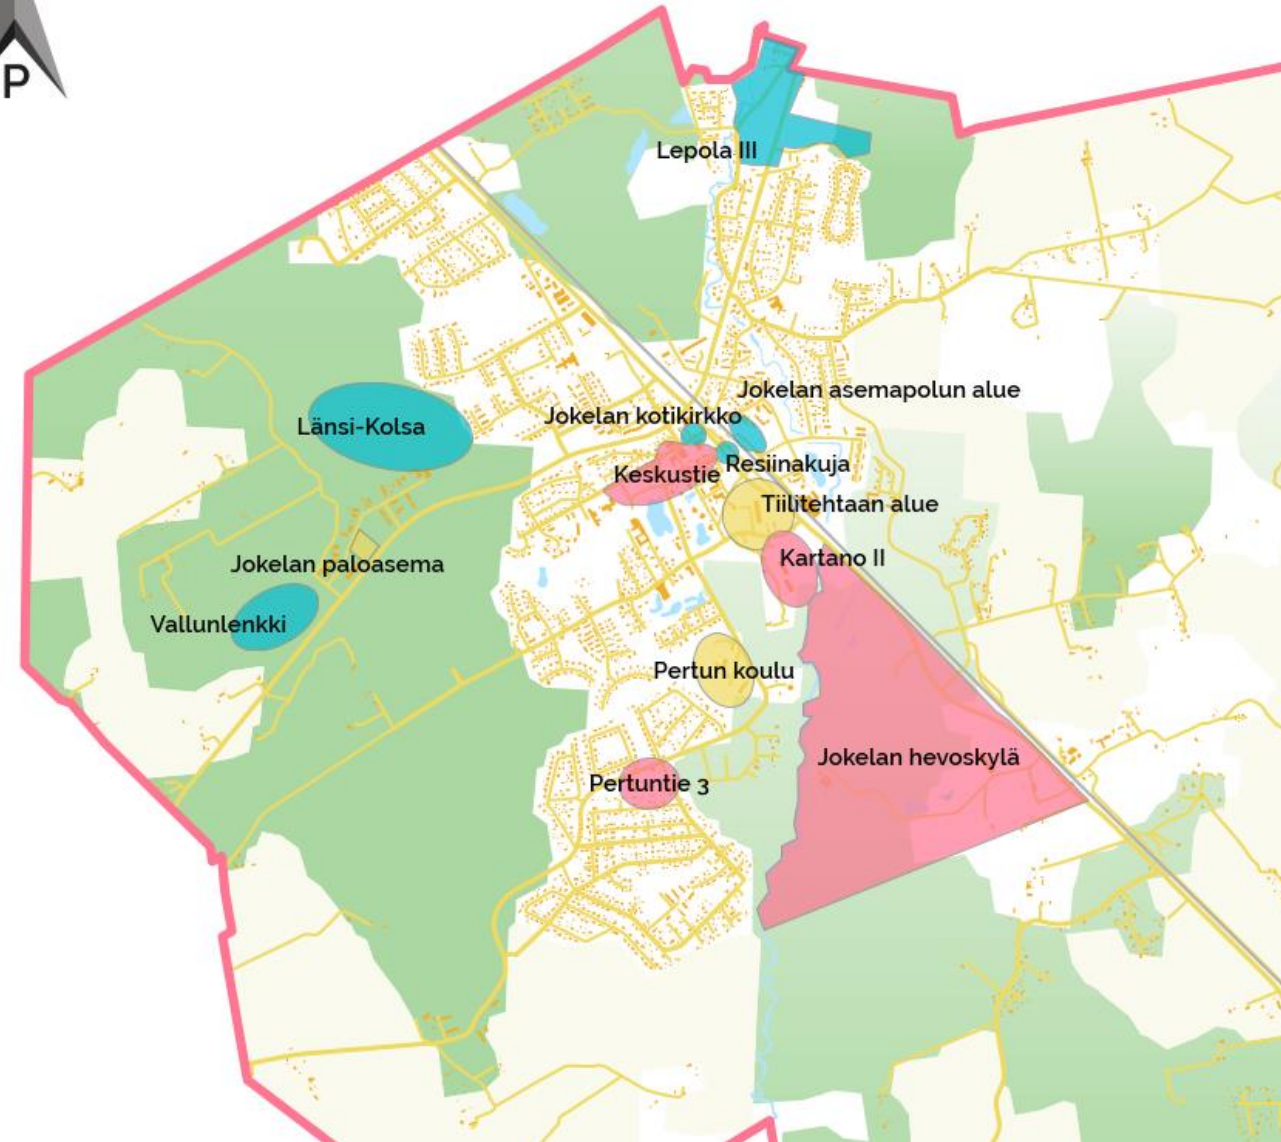 P
Lepola III
Jokelan asemapolun alue
Jokelan kotikirkko
Länsi-Kolsa
Resiinakuja
Keskustie
Tiilitehtaan alue
Kartano II
Jokelan paloasema
Vallunlenkki
Pertun koulu
Jokelan hevoskylä
Pertuntie 3